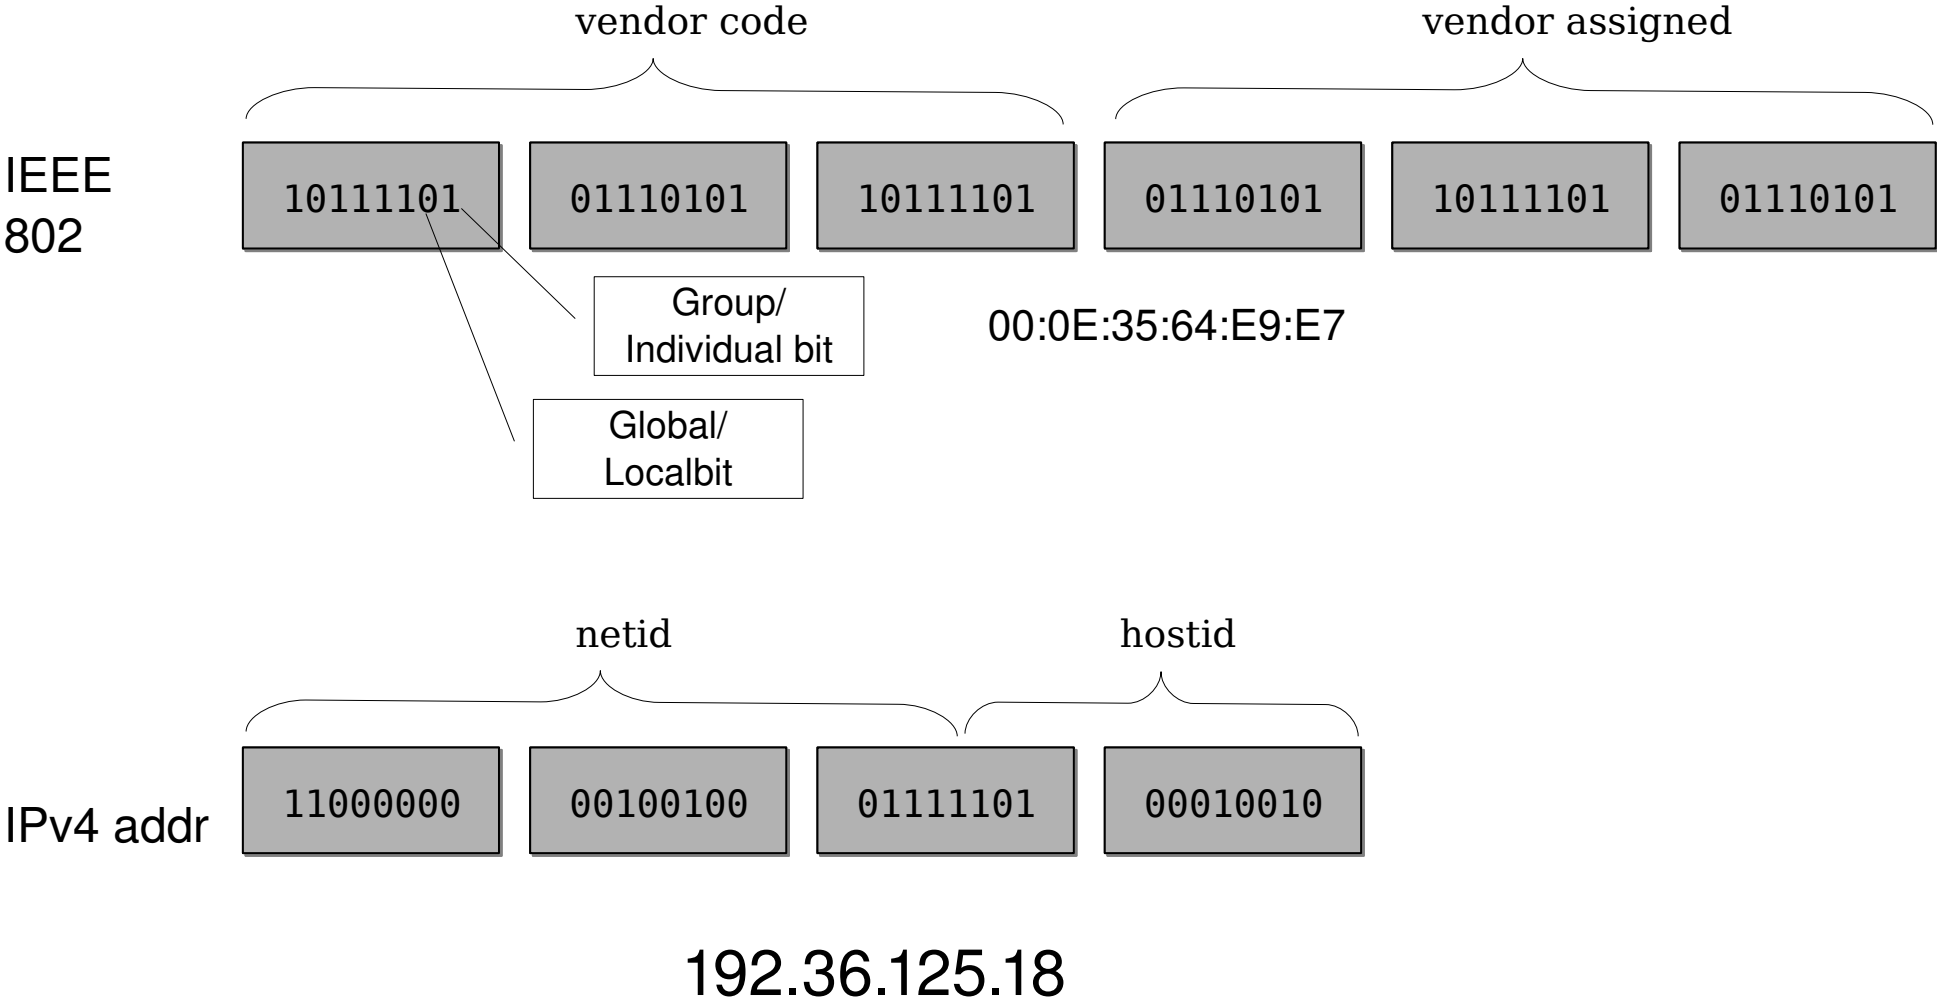 vendor code
vendor assigned
IEEE
802
10111101 01110101 10111101 01110101 10111101 01110101
Group/
Individual bit
00:0E:35:64:E9:E7
Global/
Localbit
netid
hostid
IPv4 addr
11000000 00100100 01111101 00010010
192.36.125.18